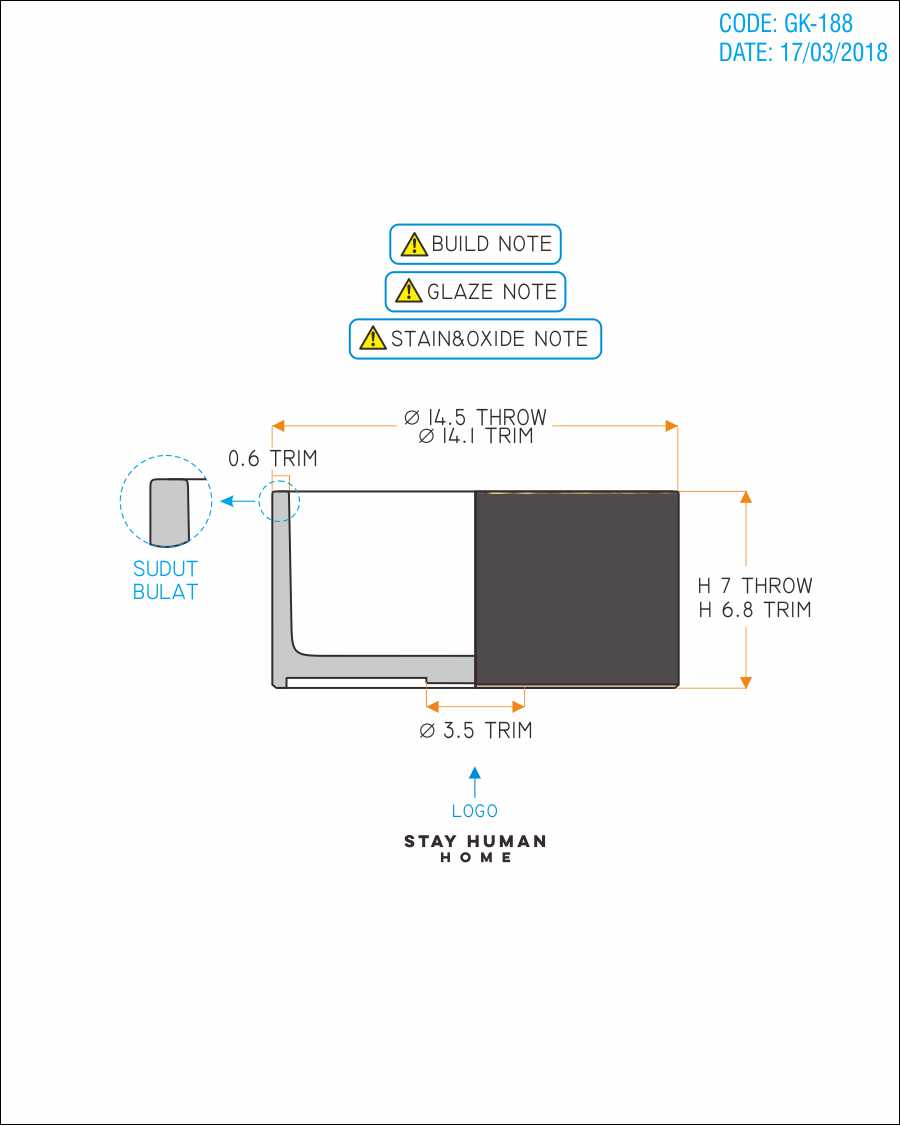 CODE: GK-188
DATE: 17/03/2018
BUILD NOTE
GLAZE NOTE
STAIN&OXIDE NOTE
Ø 14.5 THROW
Ø 14.1 TRIM
0.6 TRIM
SUDUT
BULAT
H 7 THROW
H 6.8 TRIM
Ø 3.5 TRIM
LOGO
STAY HUMAN
HOME